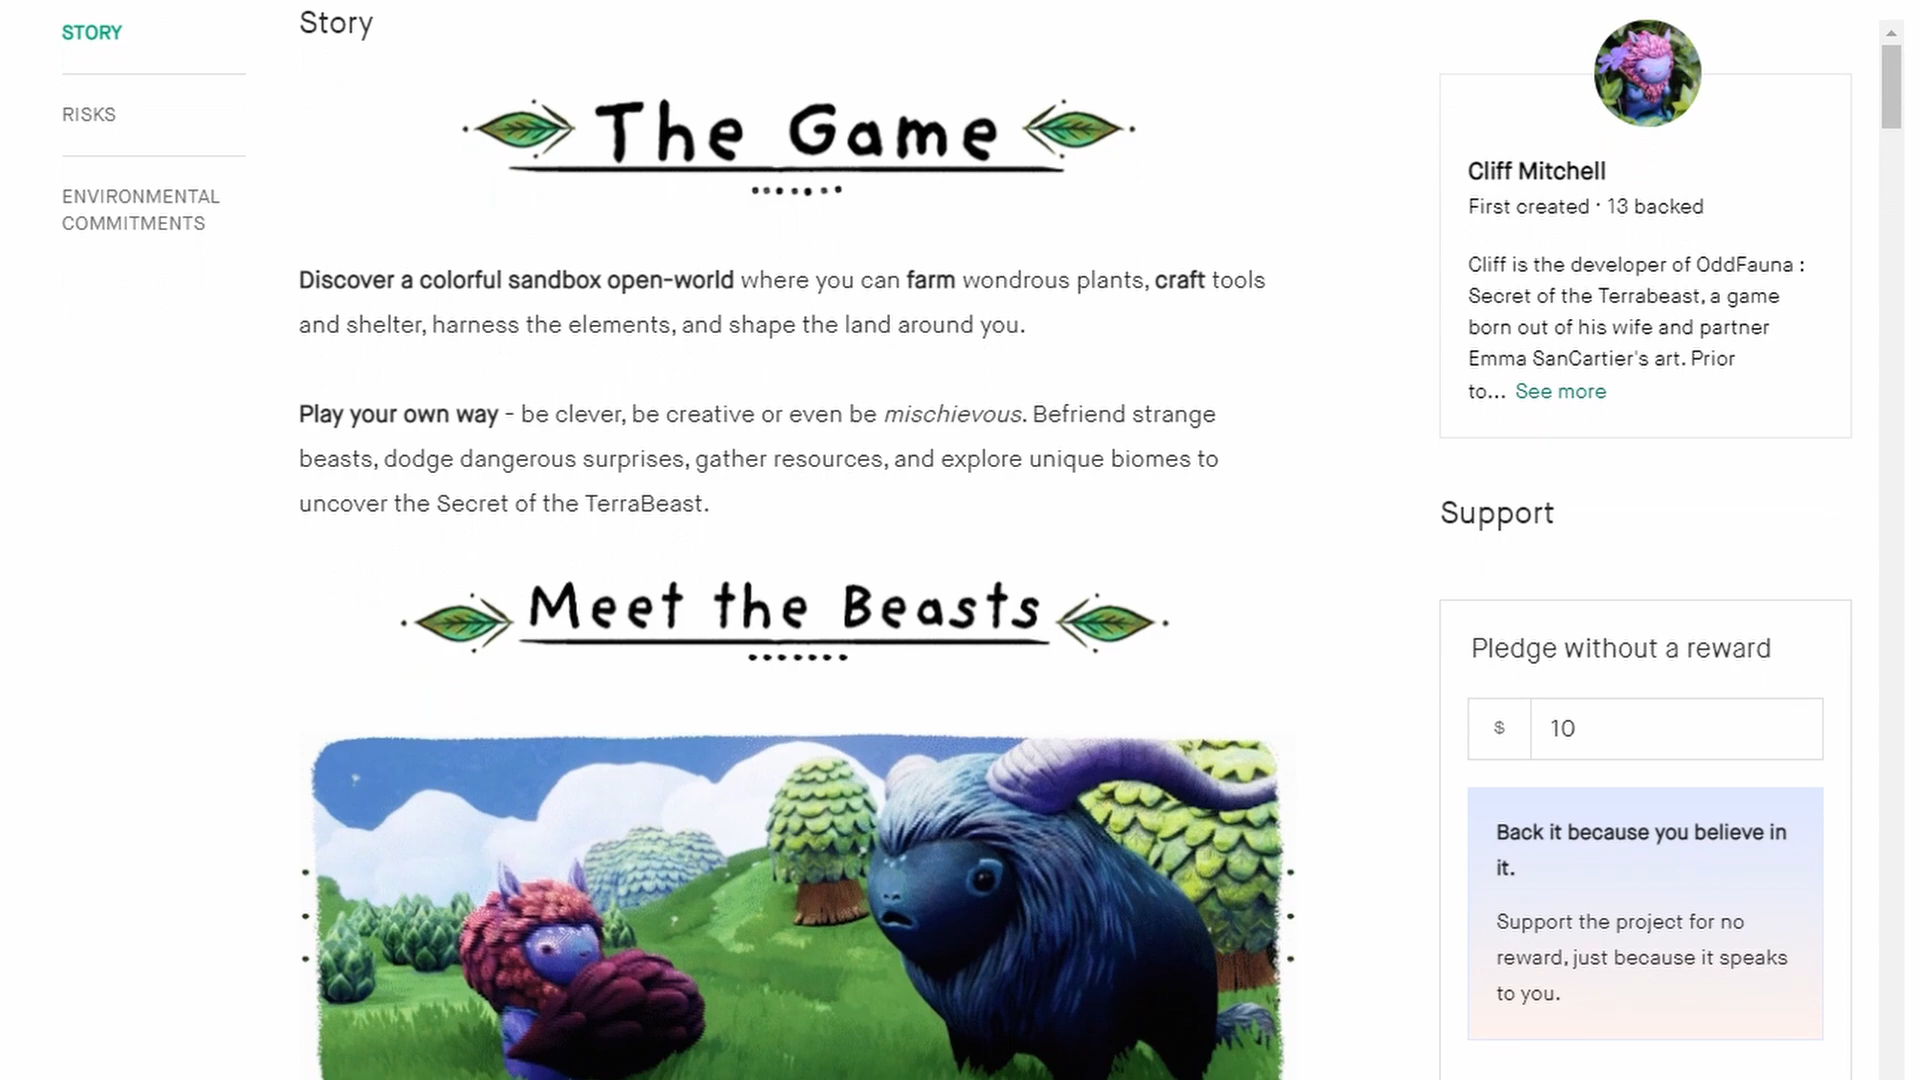 STORY
RISKS
ENVIRONMENTAL
COMMITMENTS
Story
The Game
Discover a colorful sandbox open-world where you can farm wondrous plants, craft tools
and shelter, harness the elements, and shape the land around you.
Play your own way - be clever, be creative or even be mischievous. Befriend strange
beasts, dodge dangerous surprises, gather resources, and explore unique biomes to
uncover the Secret of the TerraBeast.
Meet the Beasts
Cliff Mitchell
First created · 13 backed
Cliff is the developer of OddFauna :
Secret of the Terrabeast, a game
born out of his wife and partner
Emma SanCartier's art. Prior
to... See more
Support
Pledge without a reward
$ 10
Back it because you believe in
it.
Support the project for no
reward, just because it speaks
to you.